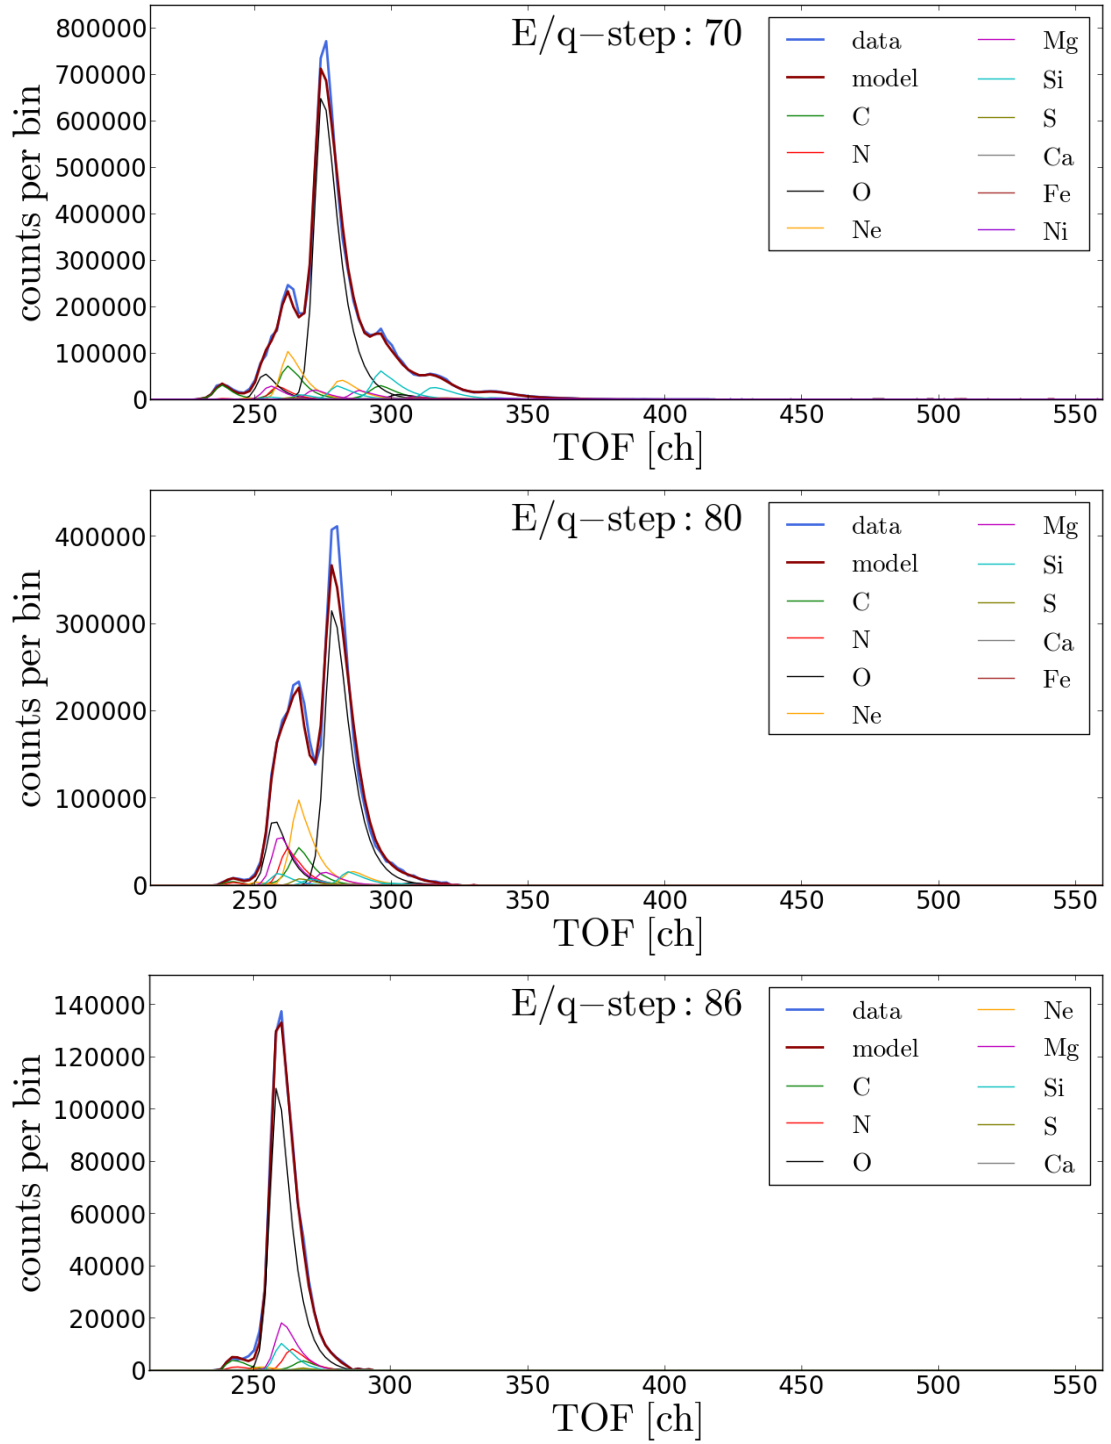 E/q−step: 70
counts per bin
800000
700000
600000
500000
400000
300000
200000
100000
0
data
model
C
N
O
Ne
Mg
Si
S
Ca
Fe
Ni
250 300 350 400 450 500 550
TOF [ch]
E/q−step: 80
counts per bin
400000
300000
200000
100000
0
data
model
C
N
O
Ne
Mg
Si
S
Ca
Fe
250 300 350 400 450 500 550
TOF [ch]
E/q−step: 86
counts per bin
140000
120000
100000
80000
60000
40000
20000
0
data
model
C
N
O
Ne
Mg
Si
S
Ca
250 300 350 400 450 500 550
TOF [ch]